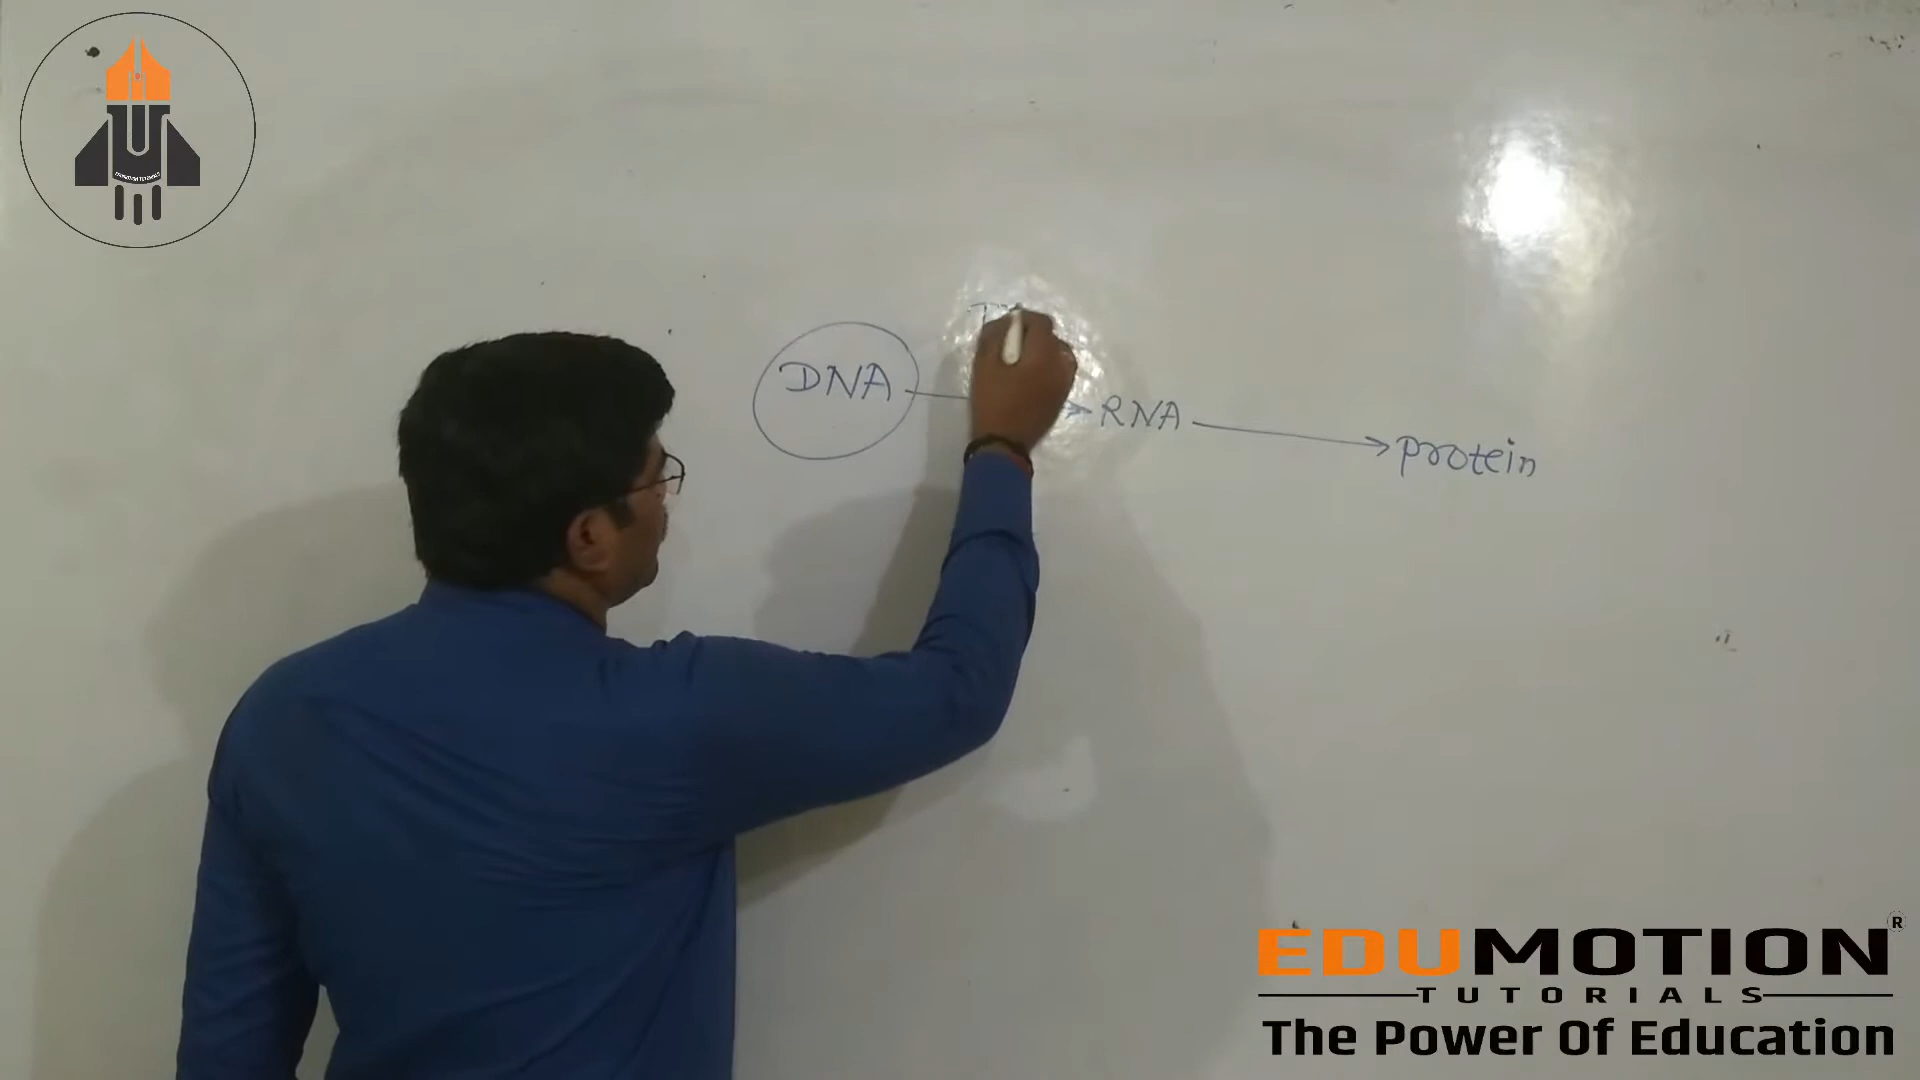 DNA → RNA → protein
EDUMOTION®
TUTORIALS
The Power Of Education